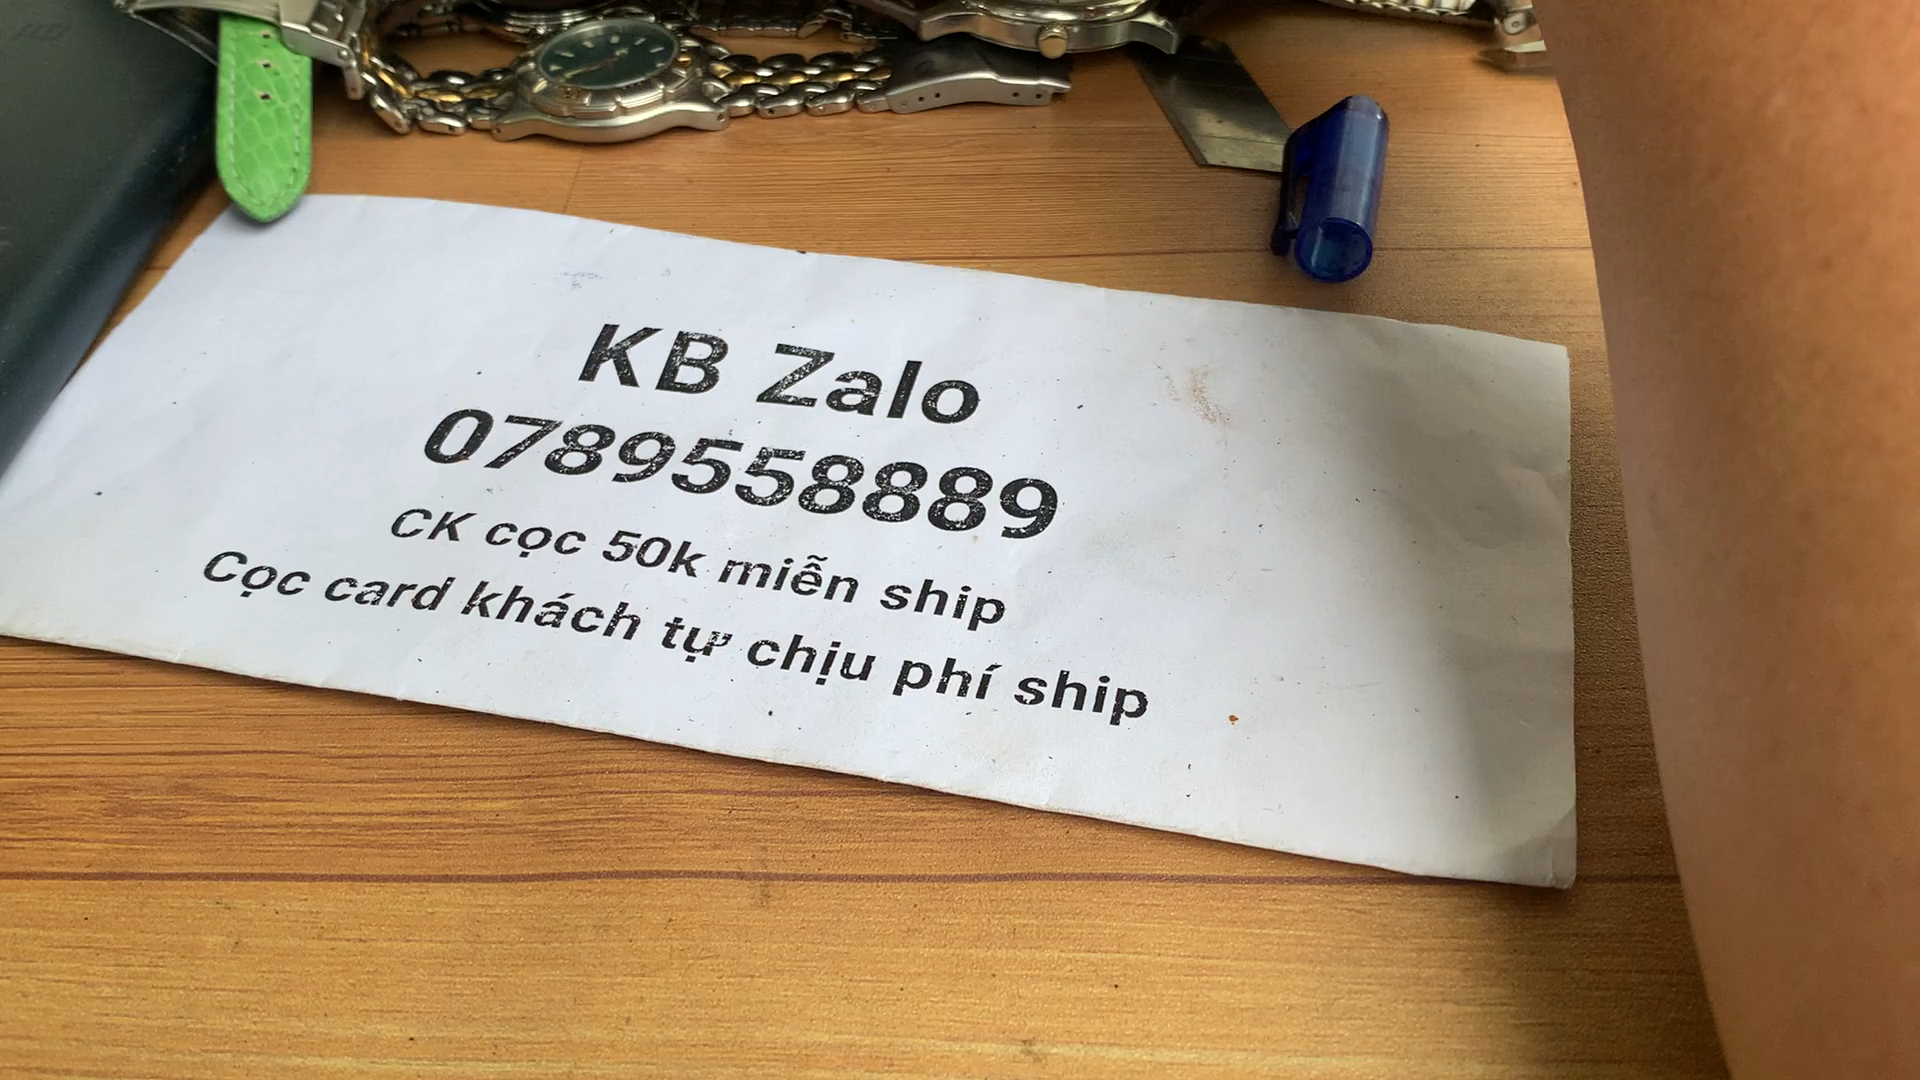 KB Zalo
0789558889
CK cọc 50k miễn ship
Cọc card khách tự chịu phí ship